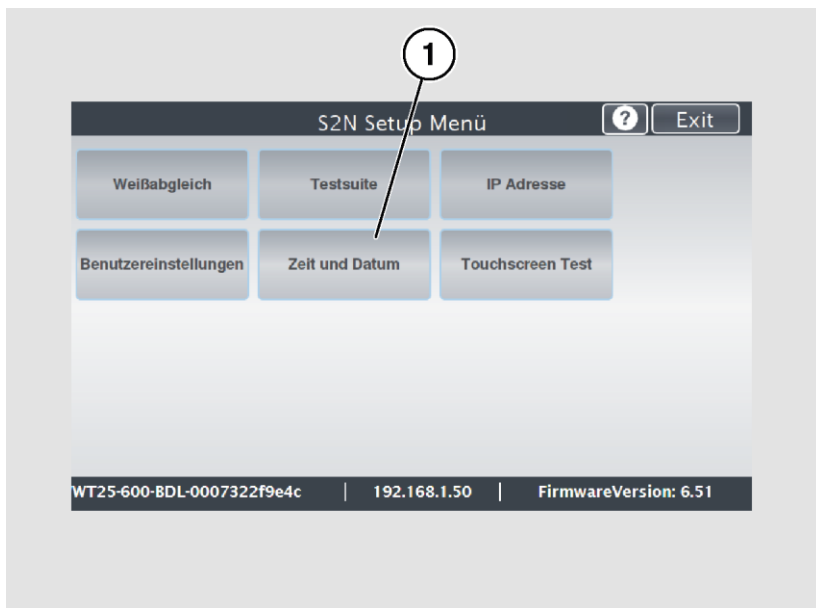 1
S2N Setup Menü ? Exit
Weißabgleich Testsuite IP Adresse
Benutzereinstellungen Zeit und Datum Touchscreen Test
WT25-600-BDL-0007322f9e4c | 192.168.1.50 | FirmwareVersion: 6.51